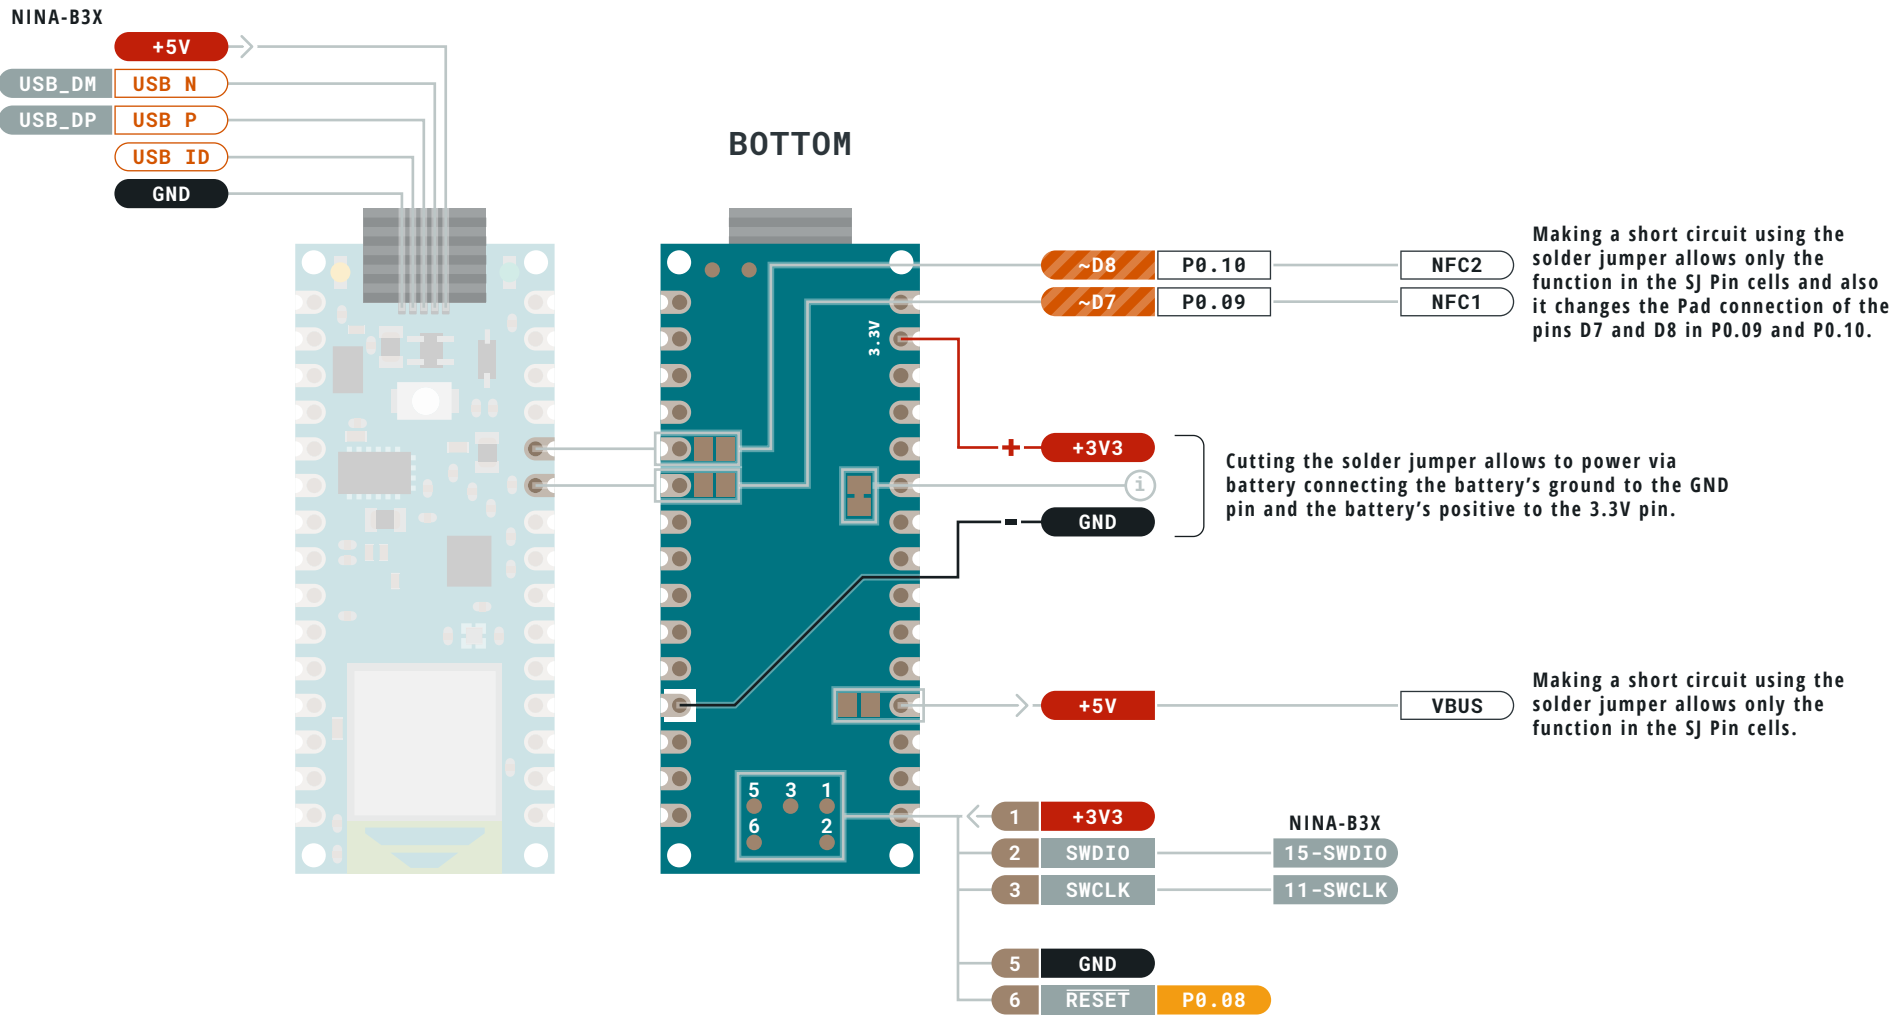 NINA-B3X
+5V
USB_DM USB N
USB_DP USB P
USB ID
GND
BOTTOM
~D8 P0.10 NFC2
~D7 P0.09 NFC1
Making a short circuit using the
solder jumper allows only the
function in the SJ Pin cells and also
it changes the Pad connection of the
pins D7 and D8 in P0.09 and P0.10.
3.3V
+ +3V3
i
- GND
Cutting the solder jumper allows to power via
battery connecting the battery’s ground to the GND
pin and the battery’s positive to the 3.3V pin.
+5V VBUS
Making a short circuit using the
solder jumper allows only the
function in the SJ Pin cells.
5 3 1
6 2
NINA-B3X
1 +3V3
2 SWDIO 15-SWDIO
3 SWCLK 11-SWCLK
5 GND
6 RESET P0.08